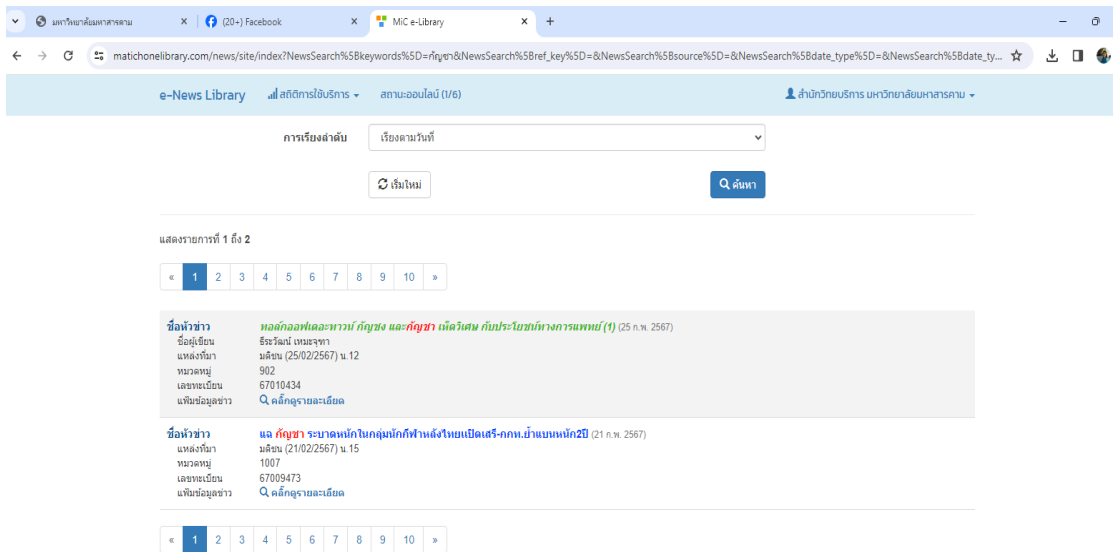 มหาวิทยาลัยมหาสารคาม
(20+) Facebook
MiC e-Library
matichonelibrary.com/news/site/index?NewsSearch%5Bkeywords%5D=กัญชา&NewsSearch%5Bref_key%5D=&NewsSearch%5Bsource%5D=&NewsSearch%5Bdate_type%5D=&NewsSearch%5Bdate_ty...
e-News Library สถิติการใช้บริการ สถานะออนไลน์ (1/6) สำนักวิทยบริการ มหาวิทาลัยมหาสารคาม
การเรียงลำดับ เรียงตามวันที่
เริ่มใหม่ ค้นหา
แสดงรายการที่ 1 ถึง 2
« 1 2 3 4 5 6 7 8 9 10 »
ชื่อหัวข่าว ทอล์กออฟเดอะทาวน์ กัญชง และกัญชา เห็ดวิเศษ กับประโยชน์ทางการแพทย์ (1) (25 ก.พ. 2567)
ชื่อผู้เขียน ธีระวัฒน์ เหมะจุฑา
แหล่งที่มา มติชน (25/02/2567) น.12
หมวดหมู่ 902
เลขทะเบียน 67010434
แฟ้มข้อมูลข่าว คลิ๊กดูรายละเอียด
ชื่อหัวข่าว แฉ กัญชา ระบาดหนักในกลุ่มนักกีฬาหลังไทยเปิดเสรี-กกท.ย้ำแบนหนัก2ปี (21 ก.พ. 2567)
แหล่งที่มา มติชน (21/02/2567) น.15
หมวดหมู่ 1007
เลขทะเบียน 67009473
แฟ้มข้อมูลข่าว คลิ๊กดูรายละเอียด
« 1 2 3 4 5 6 7 8 9 10 »